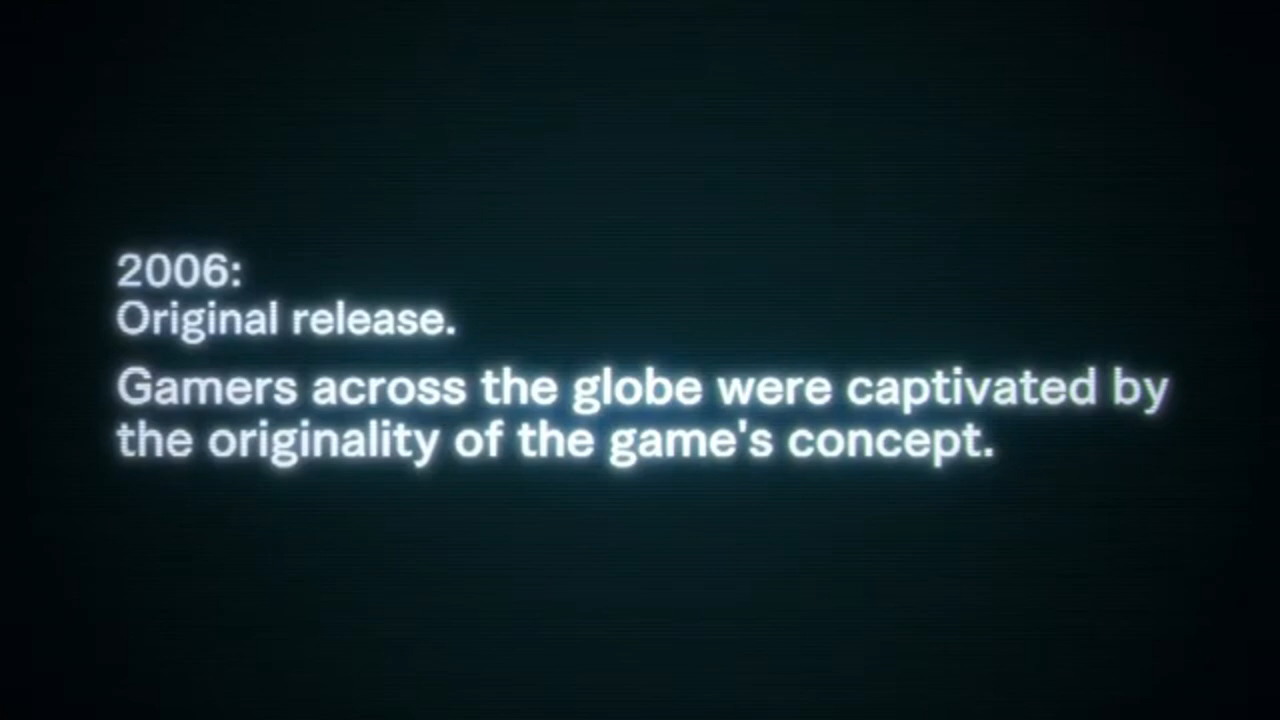 2006:
Original release.
Gamers across the globe were captivated by
the originality of the game's concept.